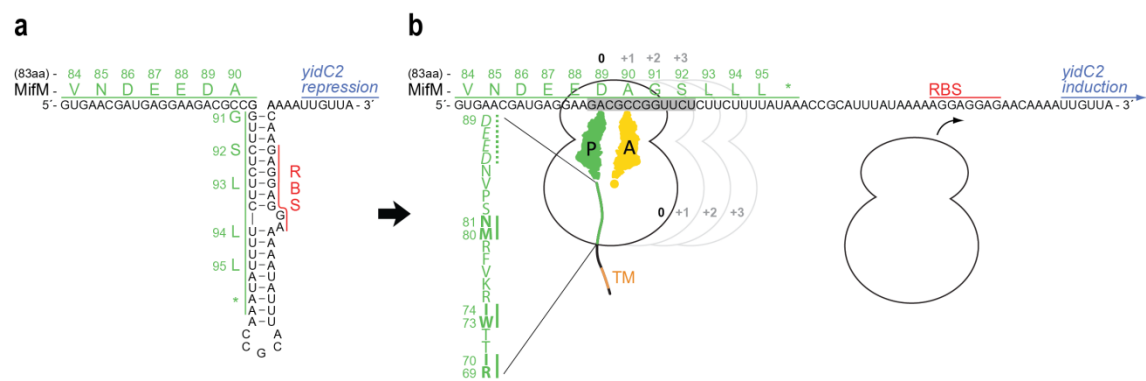 a
(83aa) - 84 85 86 87 88 89 90
MifM V N D E E D A
yidC2
repression
5´- GUGAACGAUGAGGAAGACGCCG AAAAUUGUUA - 3´
91 G
92 S
93 L
94 L
95 L
*
G C
U A
U A
C G
U A
C G
U G
U A
C G
G
A
U A
U A
U A
U A
A U
U A
A U
A U
A U
C A
C C
G
R
B
S
b
0 +1 +2 +3
(83aa) - 84 85 86 87 88 89 90 91 92 93 94 95
MifM V N D E E D A G S L L L *
RBS
yidC2
induction
5´- GUGAACGAUGAGGAAGACGCCGGUUCUCUUCUUUUAUAAACCGCAUUUAUAAAAAGGAGGAGAACAAAAUUGUUA - 3´
89 D
E
E
D
N
V
P
S
81 N
80 M
R
F
V
K
R
74 I
73 W
T
T
70 I
69 R
P A
0 +1 +2 +3
TM